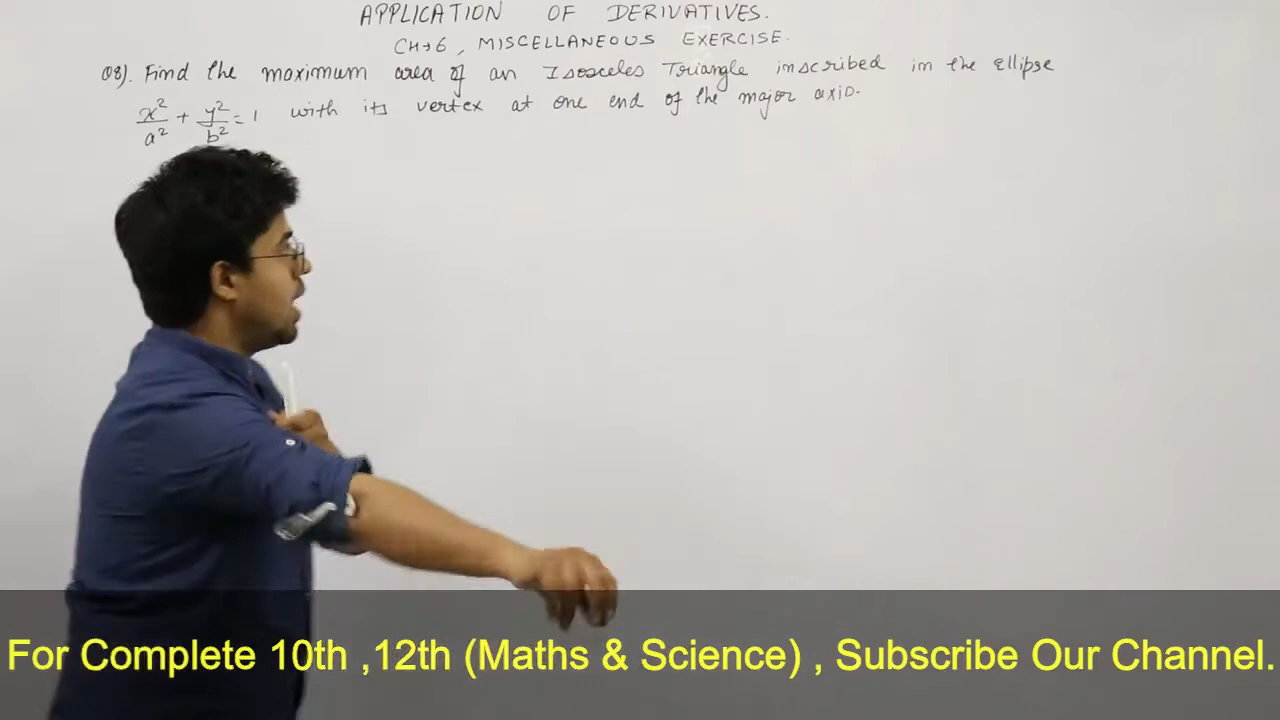 APPLICATION OF DERIVATIVES.
CH→6, MISCELLANEOUS EXERCISE.
Q8). Find the maximum area of an Isosceles Triangle inscribed in the ellipse
x²/a² + y²/b² = 1 with its vertex at one end of the major axis.
For Complete 10th ,12th (Maths & Science) , Subscribe Our Channel.